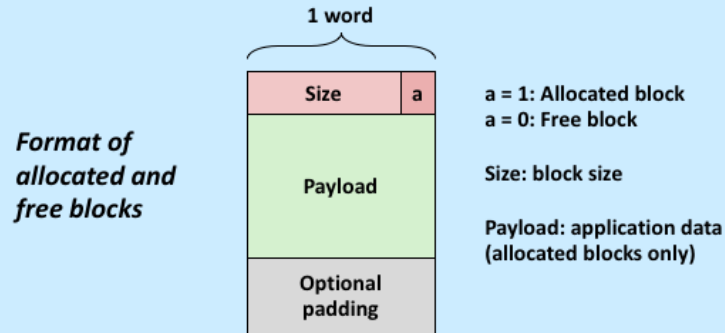 1 word
Size a
Payload
Optional
padding
Format of
allocated and
free blocks
a = 1: Allocated block
a = 0: Free block
Size: block size
Payload: application data
(allocated blocks only)